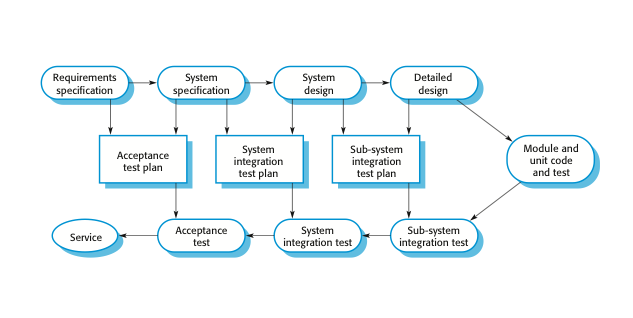 Requirements
specification
System
specification
System
design
Detailed
design
Acceptance
test plan
System
integration
test plan
Sub-system
integration
test plan
Module and
unit code
and test
Service
Acceptance
test
System
integration test
Sub-system
integration test